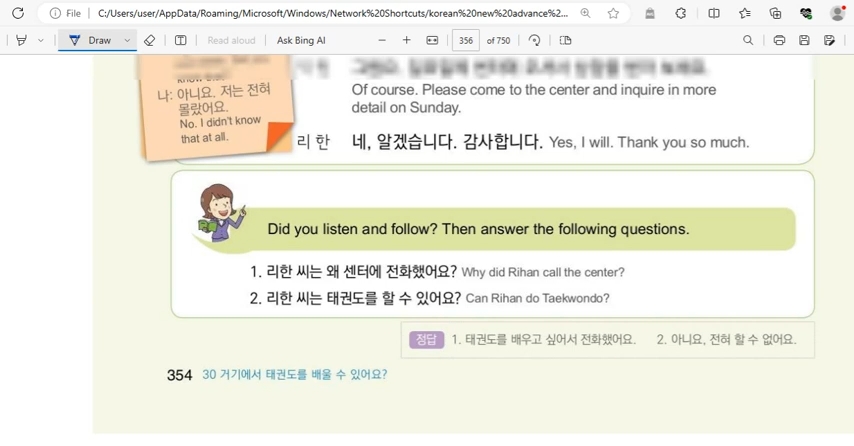 File
C:/Users/user/AppData/Roaming/Microsoft/Windows/Network%20Shortcuts/korean%20new%20advance%2...
Draw
Read aloud
Ask Bing AI
356 of 750
나: 아니요. 저는 전혀
몰랐어요.
No. I didn't know
that at all.
Of course. Please come to the center and inquire in more
detail on Sunday.
리 한 네, 알겠습니다. 감사합니다. Yes, I will. Thank you so much.
Did you listen and follow? Then answer the following questions.
1. 리한 씨는 왜 센터에 전화했어요? Why did Rihan call the center?
2. 리한 씨는 태권도를 할 수 있어요? Can Rihan do Taekwondo?
정답 1. 태권도를 배우고 싶어서 전화했어요. 2. 아니요, 전혀 할 수 없어요.
354 30 거기에서 태권도를 배울 수 있어요?